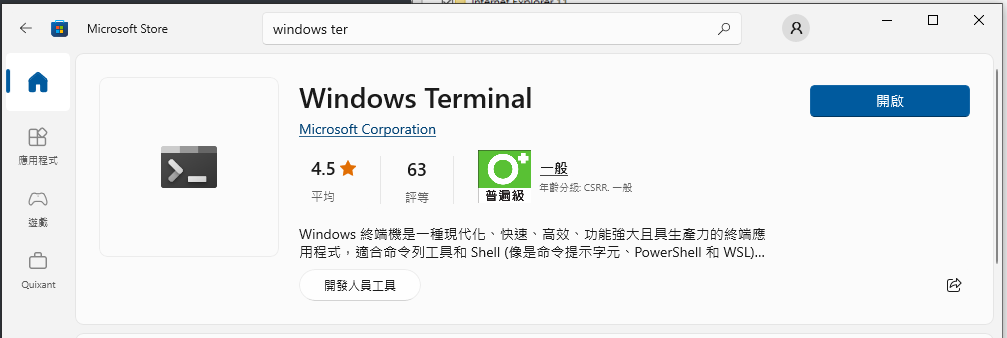 Internet Explorer 11
Microsoft Store
windows ter
Windows Terminal
開啟
Microsoft Corporation
4.5
63
普遍級
一般
年齡分級: CSRR. 一般
平均
評等
應用程式
遊戲
Quixant
Windows 終端機是一種現代化、快速、高效、功能強大且具生產力的終端應
用程式，適合命令列工具和 Shell (像是命令提示字元、PowerShell 和 WSL)...
開發人員工具